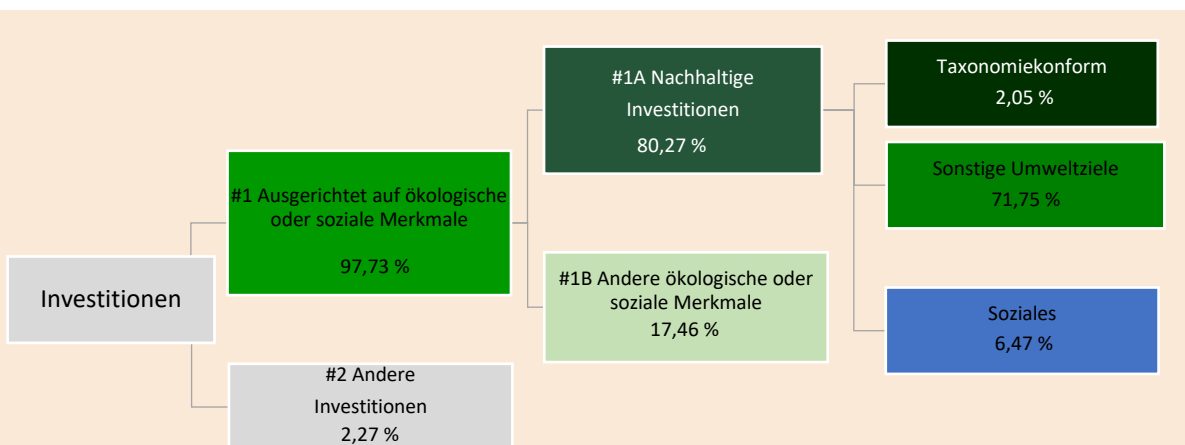 Investitionen
#1 Ausgerichtet auf ökologische
oder soziale Merkmale
97,73 %
#2 Andere
Investitionen
2,27 %
#1A Nachhaltige
Investitionen
80,27 %
#1B Andere ökologische oder
soziale Merkmale
17,46 %
Taxonomiekonform
2,05 %
Sonstige Umweltziele
71,75 %
Soziales
6,47 %